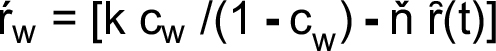 ŕw = [k cw /(1 - cw) - ň r̂(t)]